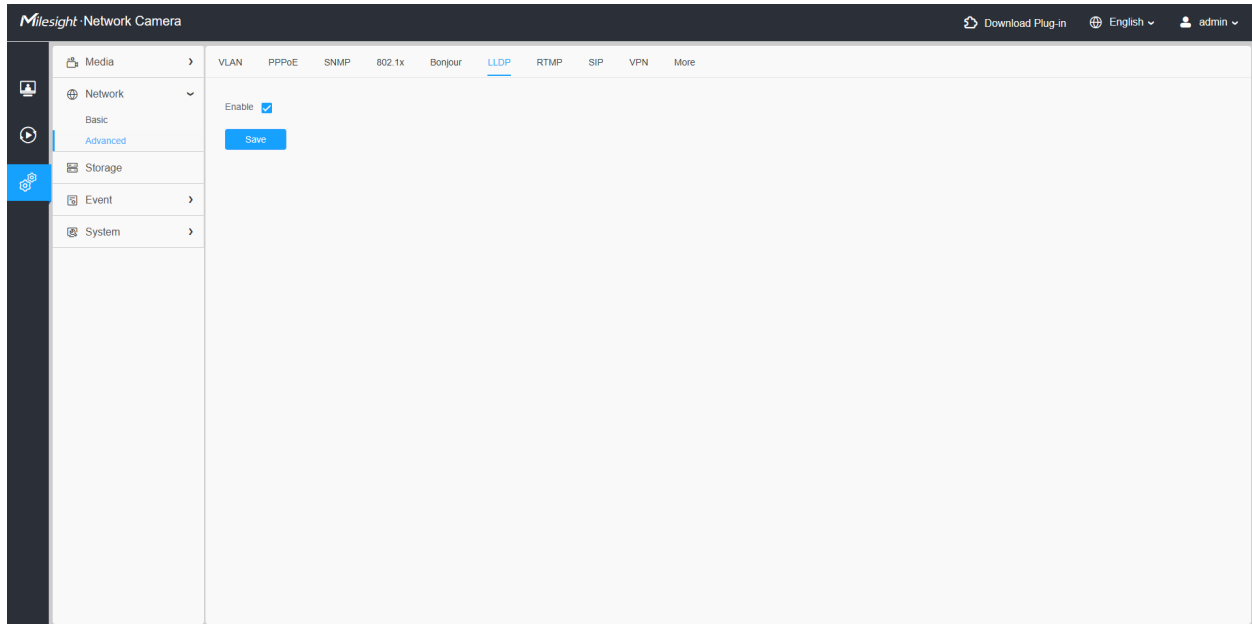 Milesight · Network Camera
Download Plug-in English admin
Media
Network
Basic
Advanced
Storage
Event
System
VLAN PPPoE SNMP 802.1x Bonjour LLDP RTMP SIP VPN More
Enable
Save